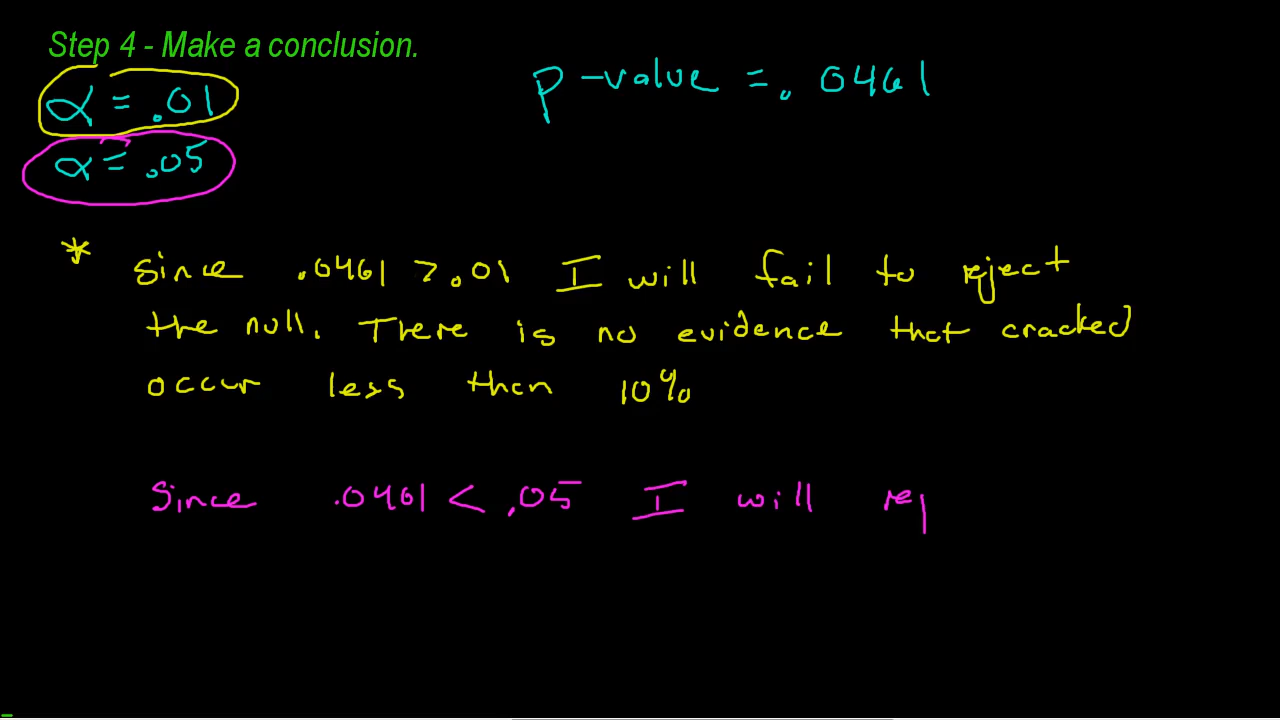 Step 4 - Make a conclusion.
α = .01
p-value = .0461
α = .05
* Since .0461 > .01 I will fail to reject
the null. There is no evidence that cracked
occur less than 10%
Since .0461 < .05 I will rej